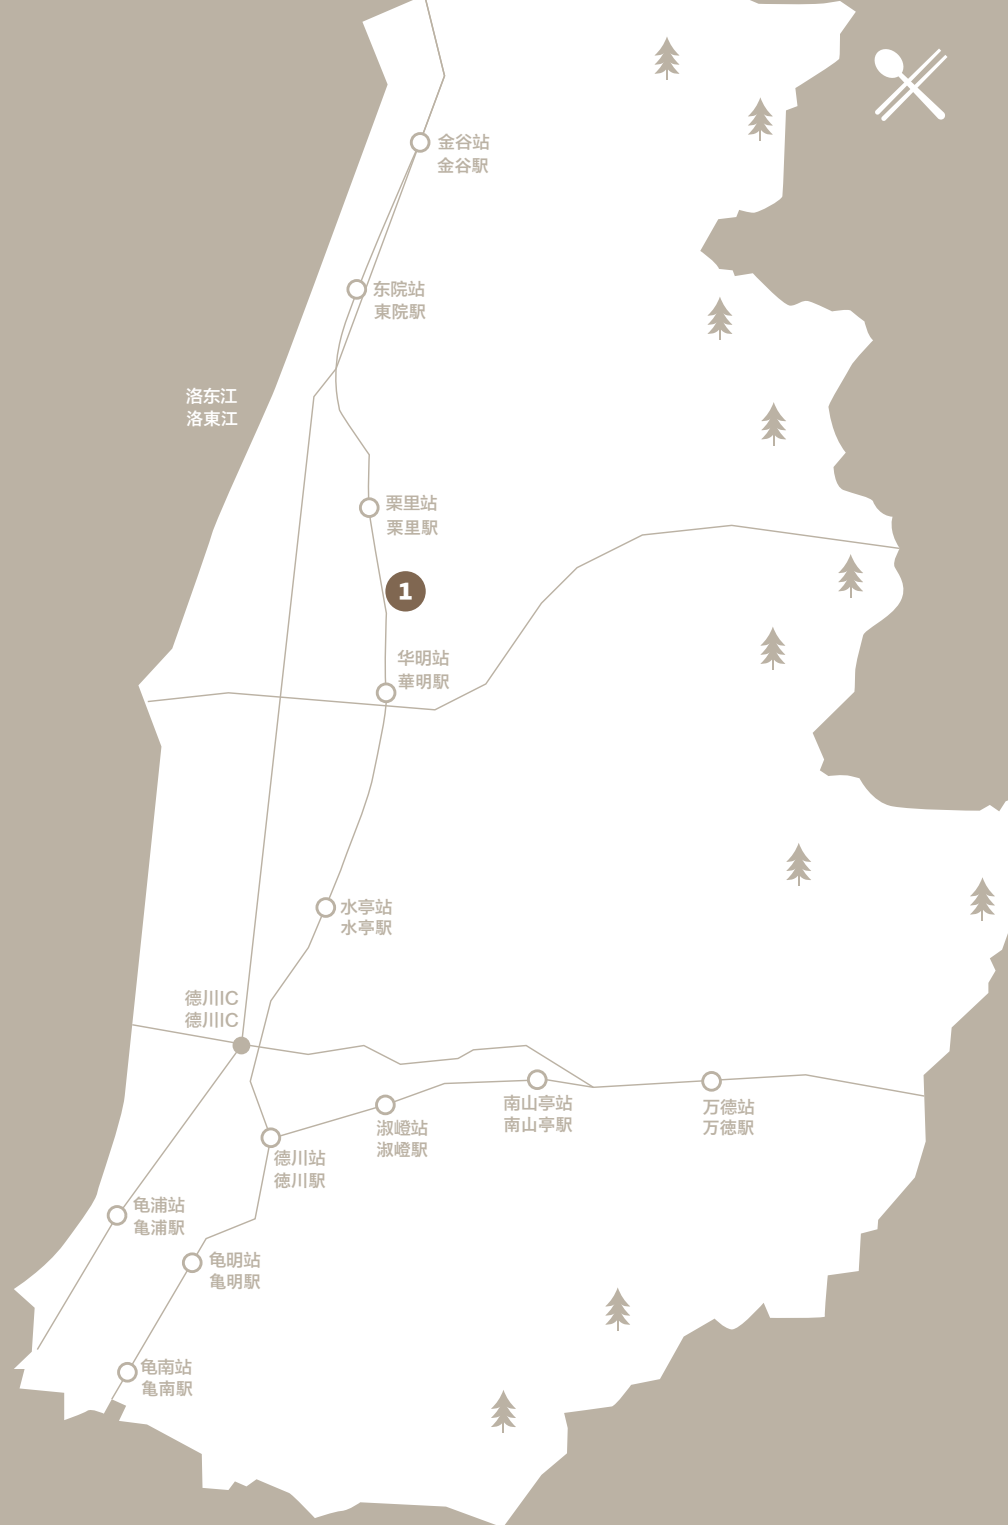 金谷站
金谷駅
东院站
東院駅
洛东江
洛東江
栗里站
栗里駅
1
华明站
華明駅
水亭站
水亭駅
德川IC
德川IC
南山亭站
南山亭駅
万德站
万徳駅
淑嶝站
淑嶝駅
德川站
徳川駅
龟浦站
亀浦駅
龟明站
亀明駅
龟南站
亀南駅